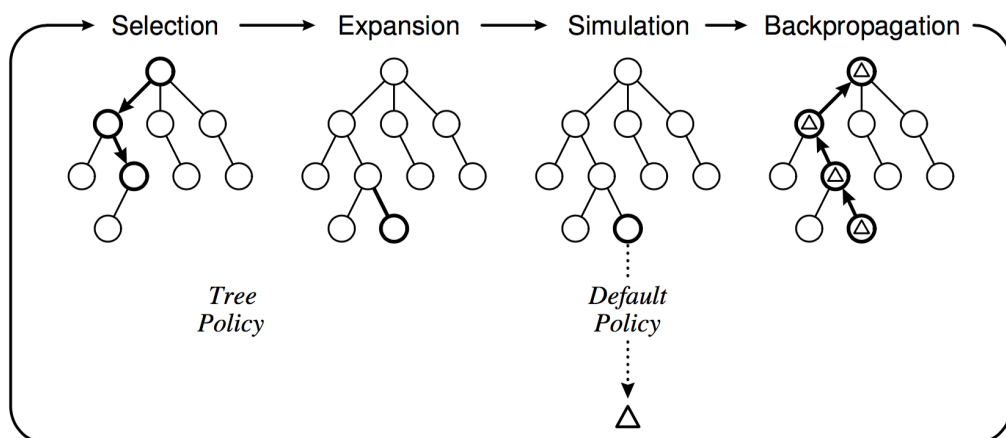 Selection
Expansion
Simulation
Backpropagation
Tree
Policy
Default
Policy